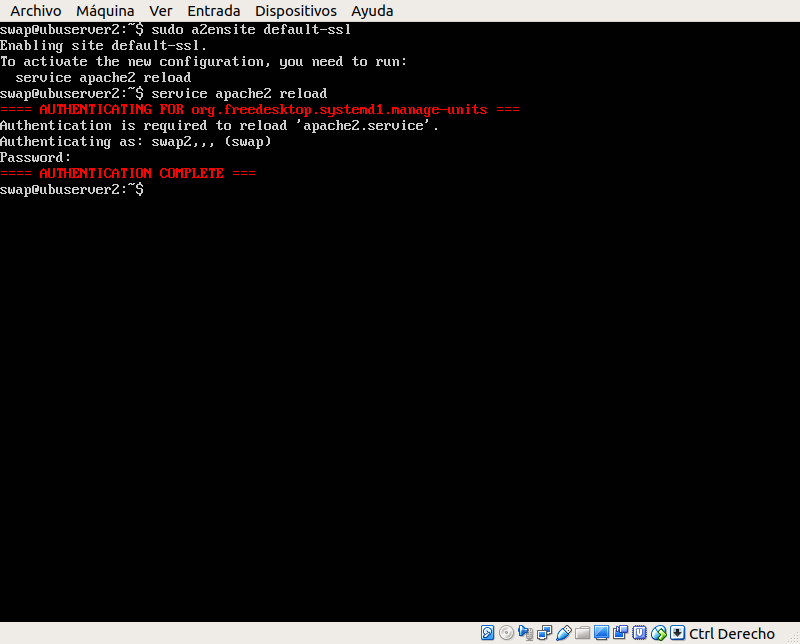 Archivo Máquina Ver Entrada Dispositivos Ayuda
swap@ubuserver2:~$ sudo a2ensite default-ssl
Enabling site default-ssl.
To activate the new configuration, you need to run:
  service apache2 reload
swap@ubuserver2:~$ service apache2 reload
==== AUTHENTICATING FOR org.freedesktop.systemd1.manage-units ===
Authentication is required to reload 'apache2.service'.
Authenticating as: swap2,,, (swap)
Password:
==== AUTHENTICATION COMPLETE ===
swap@ubuserver2:~$
Ctrl Derecho